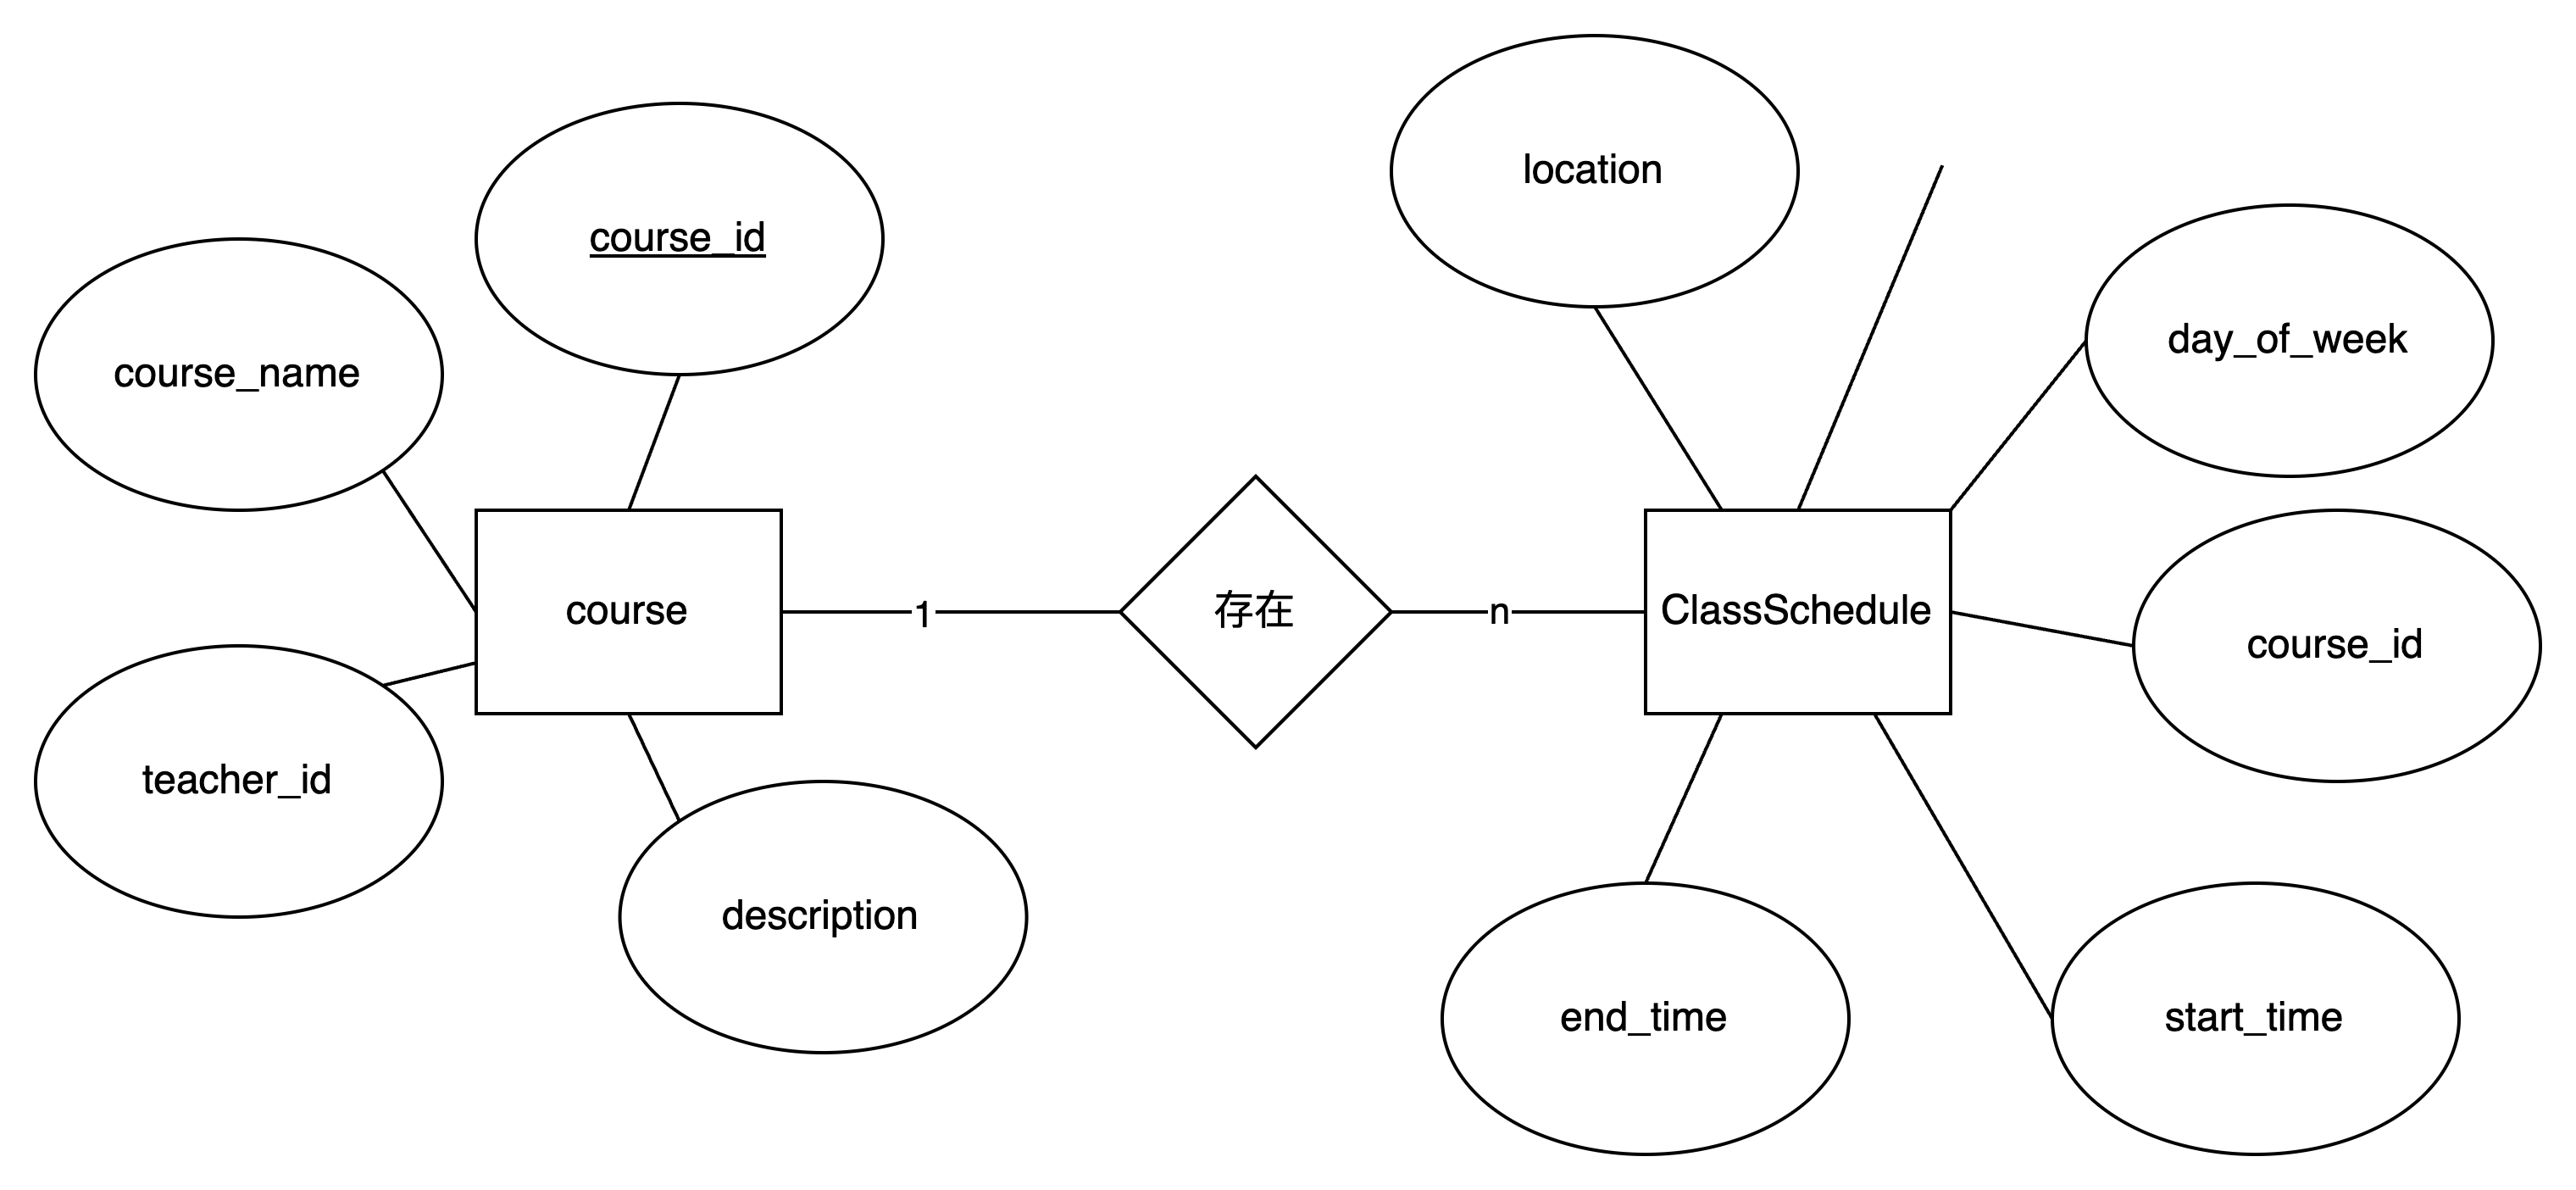 location
course_id
day_of_week
course_name
course
1
存在
n
ClassSchedule
course_id
teacher_id
description
end_time
start_time